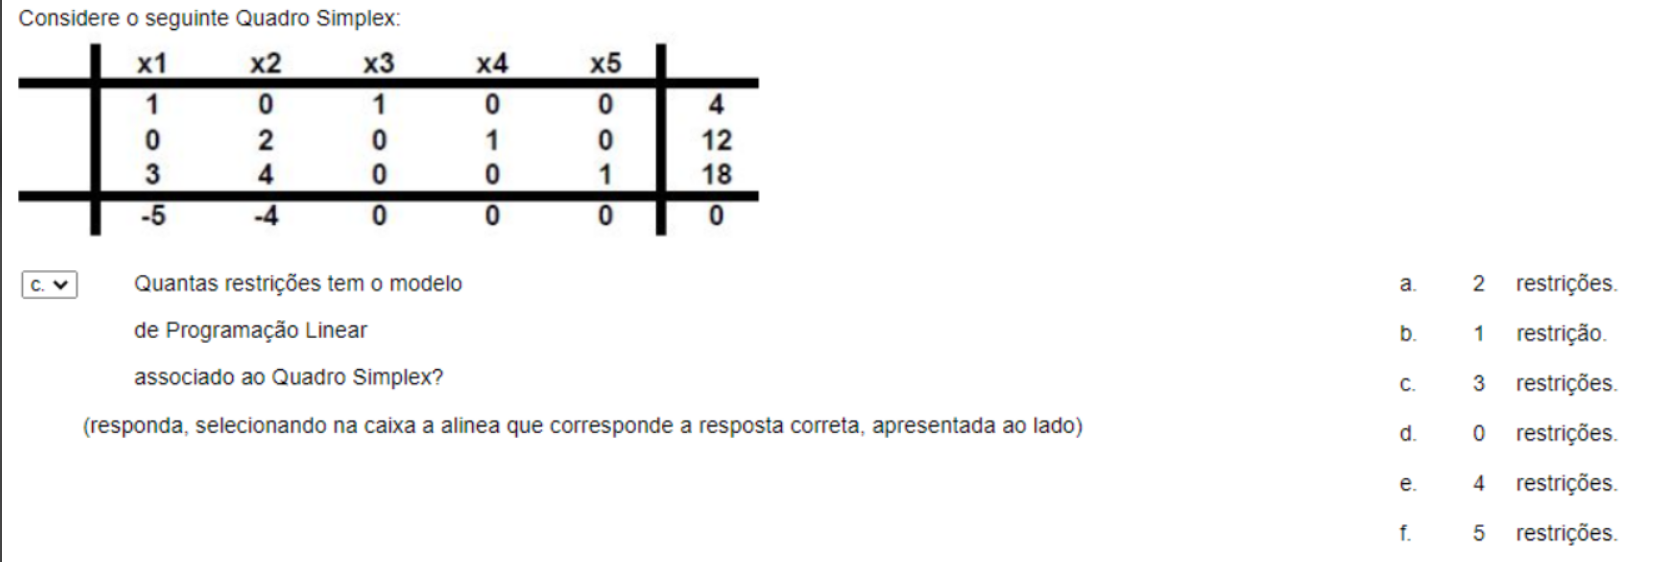 Considere o seguinte Quadro Simplex:
x1 x2 x3 x4 x5
1 0 1 0 0 4
0 2 0 1 0 12
3 4 0 0 1 18
-5 -4 0 0 0 0
c. Quantas restrições tem o modelo
de Programação Linear
associado ao Quadro Simplex?
(responda, selecionando na caixa a alinea que corresponde a resposta correta, apresentada ao lado)
a. 2 restrições.
b. 1 restrição.
c. 3 restrições.
d. 0 restrições.
e. 4 restrições.
f. 5 restrições.